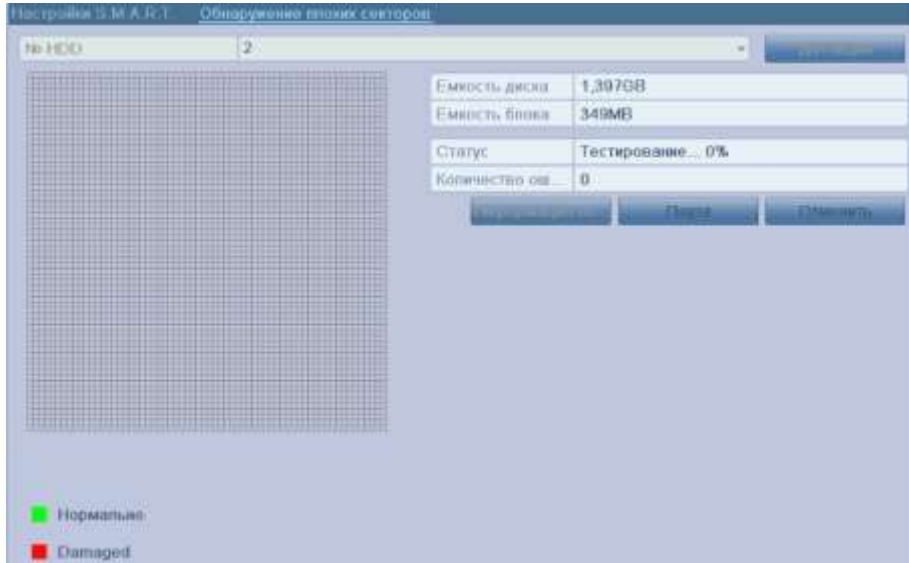 Настройки S.M.A.R.T. Обнаружение плохих секторов
№ HDD 2
Емкость диска 1,397GB
Емкость блока 349MB
Статус Тестирование... 0%
Количество ош... 0
Пауза Отменить
Нормально
Damaged